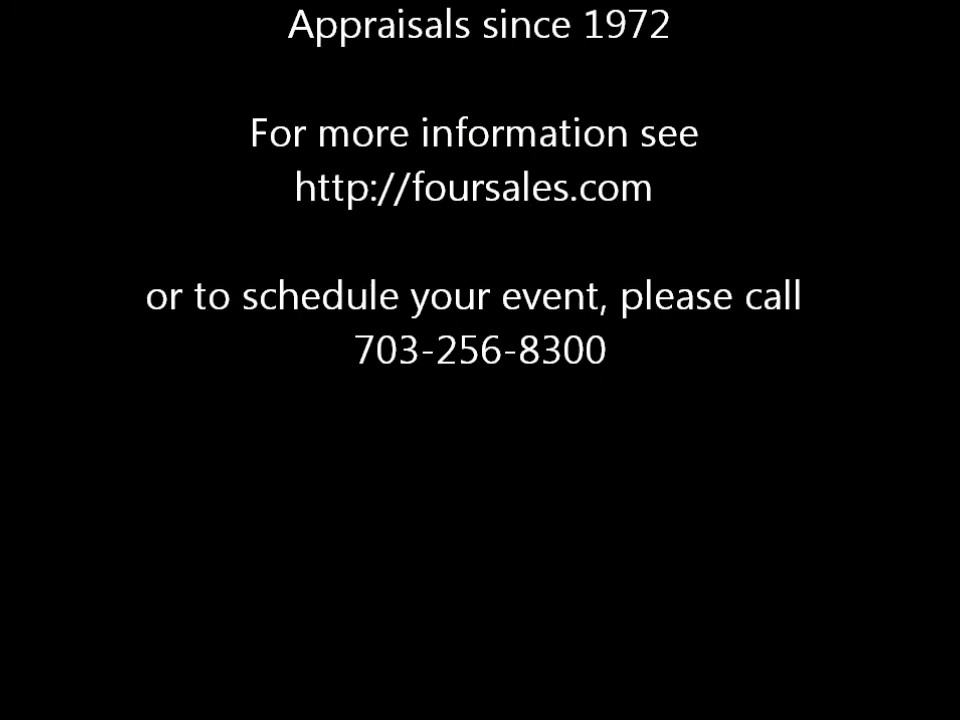 Appraisals since 1972
For more information see
http://foursales.com
or to schedule your event, please call
703-256-8300